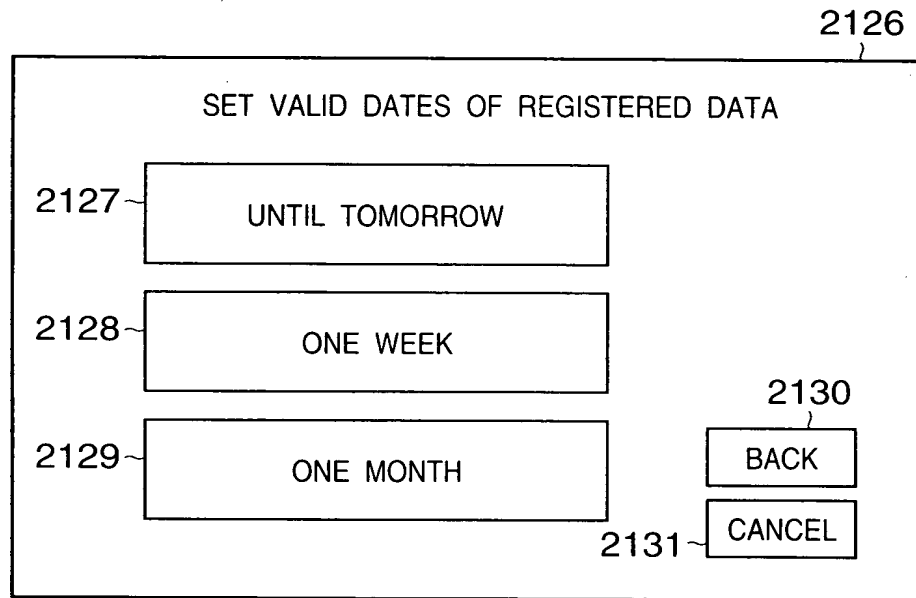 2126
SET VALID DATES OF REGISTERED DATA
2127
UNTIL TOMORROW
2128
ONE WEEK
2129
ONE MONTH
2130
BACK
2131
CANCEL